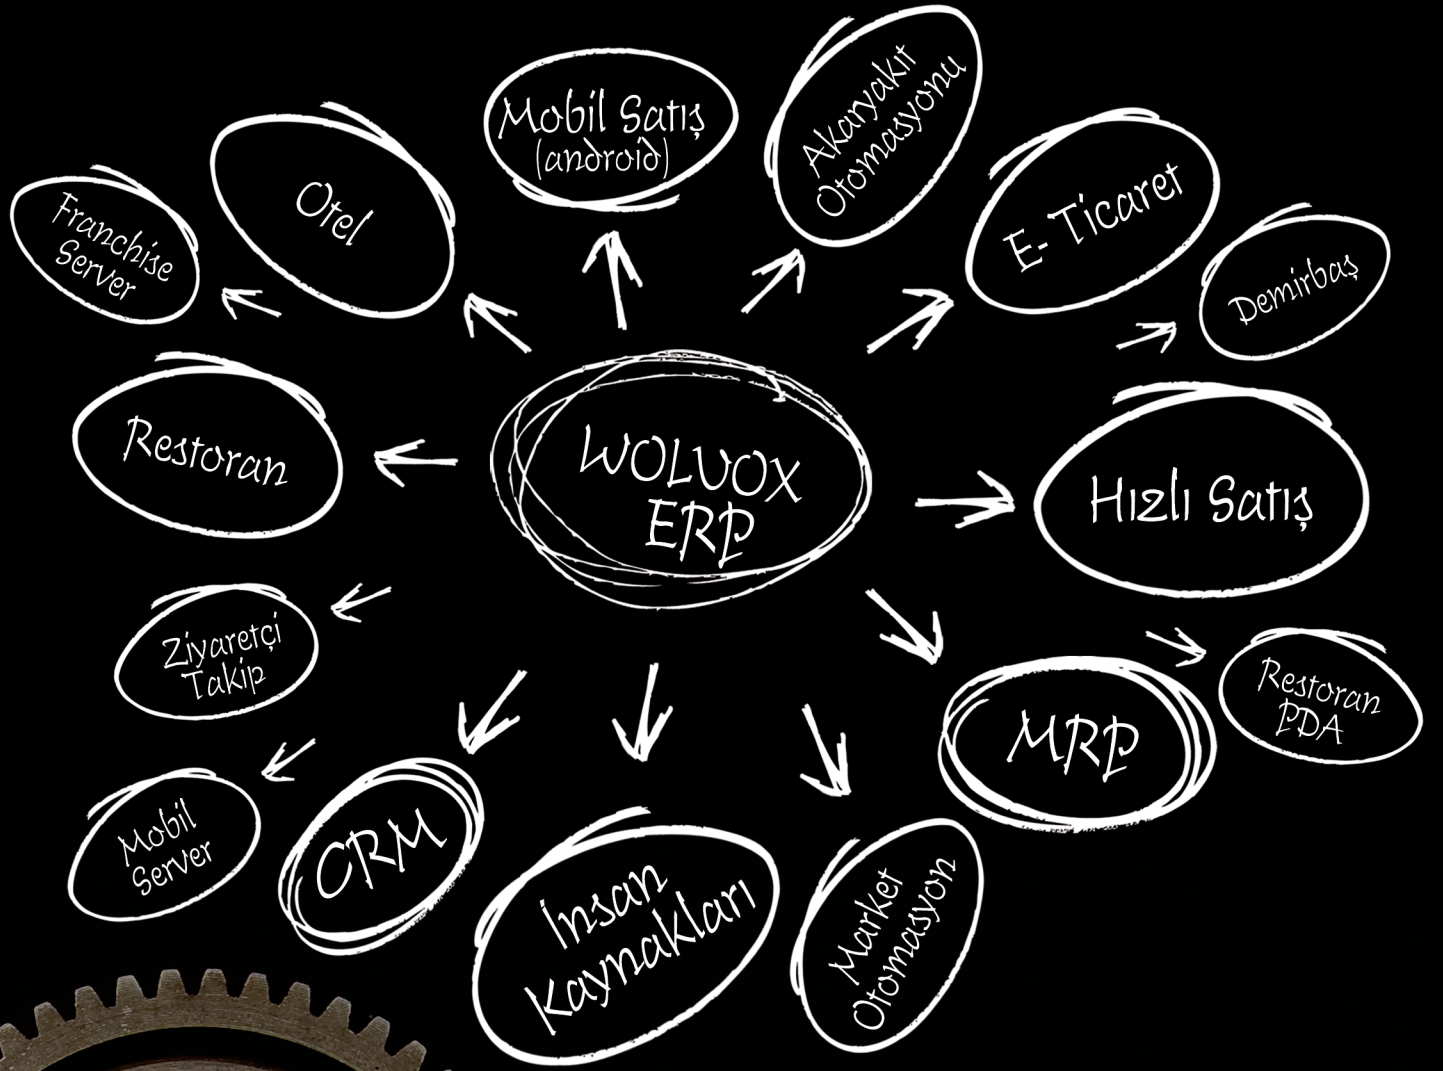 Mobil Satış
(android)
Akaryakıt
Otomasyonu
Otel
E- Ticaret
Franchise
Server
Demirbaş
Restoran
WOLVOX
ERP
Hızlı Satış
Ziyaretçi
Takip
Restoran
PDA
MRP
Mobil
Server
CRM
İnsan
Kaynakları
Market
Otomasyon